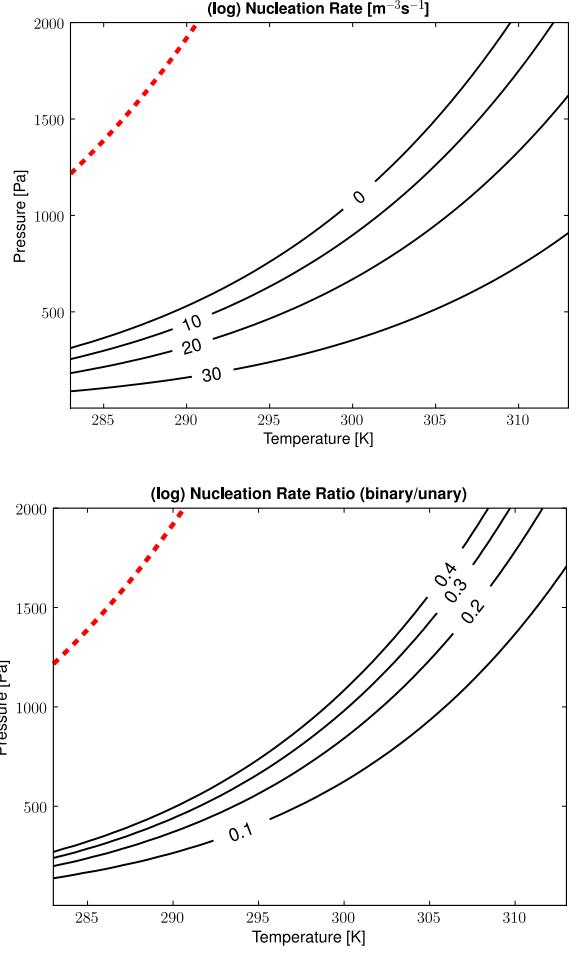 (log) Nucleation Rate [m⁻³s⁻¹]
2000
1500
1000
500
Pressure [Pa]
0
10
20
30
285 290 295 300 305 310
Temperature [K]
(log) Nucleation Rate Ratio (binary/unary)
2000
1500
1000
500
Pressure [Pa]
0.4
0.3
0.2
0.1
285 290 295 300 305 310
Temperature [K]